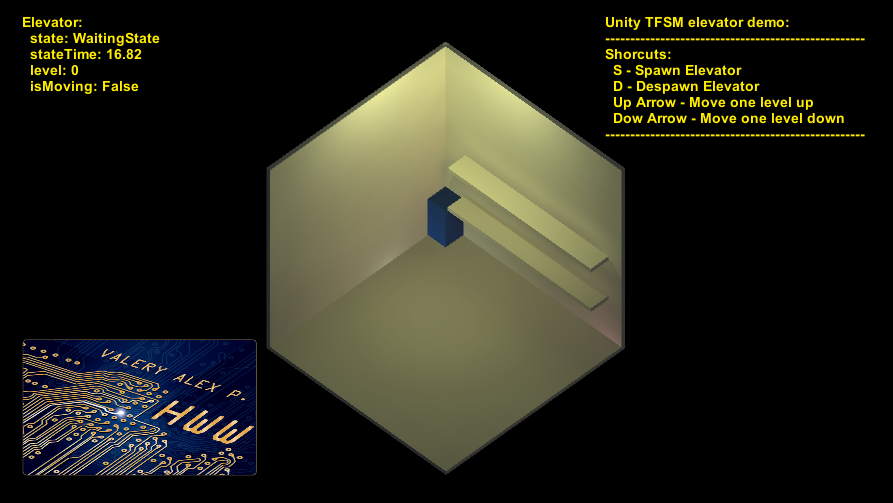 Elevator:
state: WaitingState
stateTime: 16.82
level: 0
isMoving: False
Unity TFSM elevator demo:
----------------------------------------------------
Shorcuts:
S - Spawn Elevator
D - Despawn Elevator
Up Arrow - Move one level up
Dow Arrow - Move one level down
----------------------------------------------------
VALERY ALEX P.
HWW